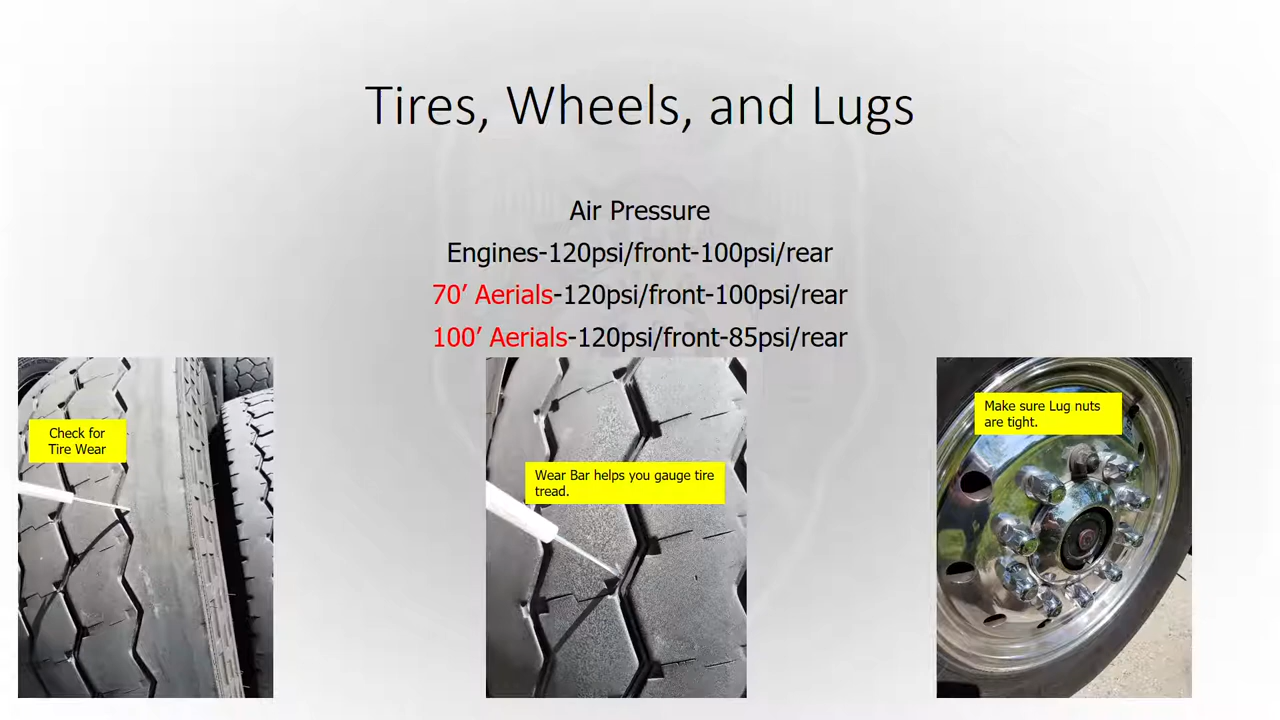 Tires, Wheels, and Lugs
Air Pressure
Engines-120psi/front-100psi/rear
70’ Aerials-120psi/front-100psi/rear
100’ Aerials-120psi/front-85psi/rear
Check for
Tire Wear
Wear Bar helps you gauge tire
tread.
Make sure Lug nuts
are tight.